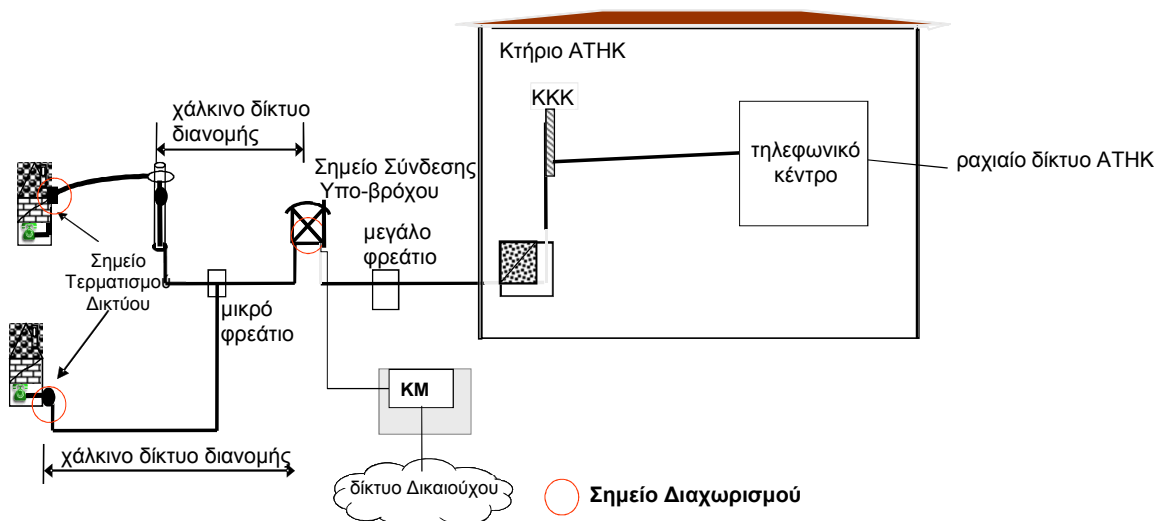 Κτήριο ΑΤΗΚ
ΚΚΚ
χάλκινο δίκτυο
διανομής
Σημείο Σύνδεσης
Υπο-βρόχου
τηλεφωνικό
κέντρο
ραχιαίο δίκτυο ΑΤΗΚ
μεγάλο
φρεάτιο
Σημείο
Τερματισμού
Δικτύου
μικρό
φρεάτιο
ΚΜ
χάλκινο δίκτυο διανομής
δίκτυο Δικαιούχου
Σημείο Διαχωρισμού